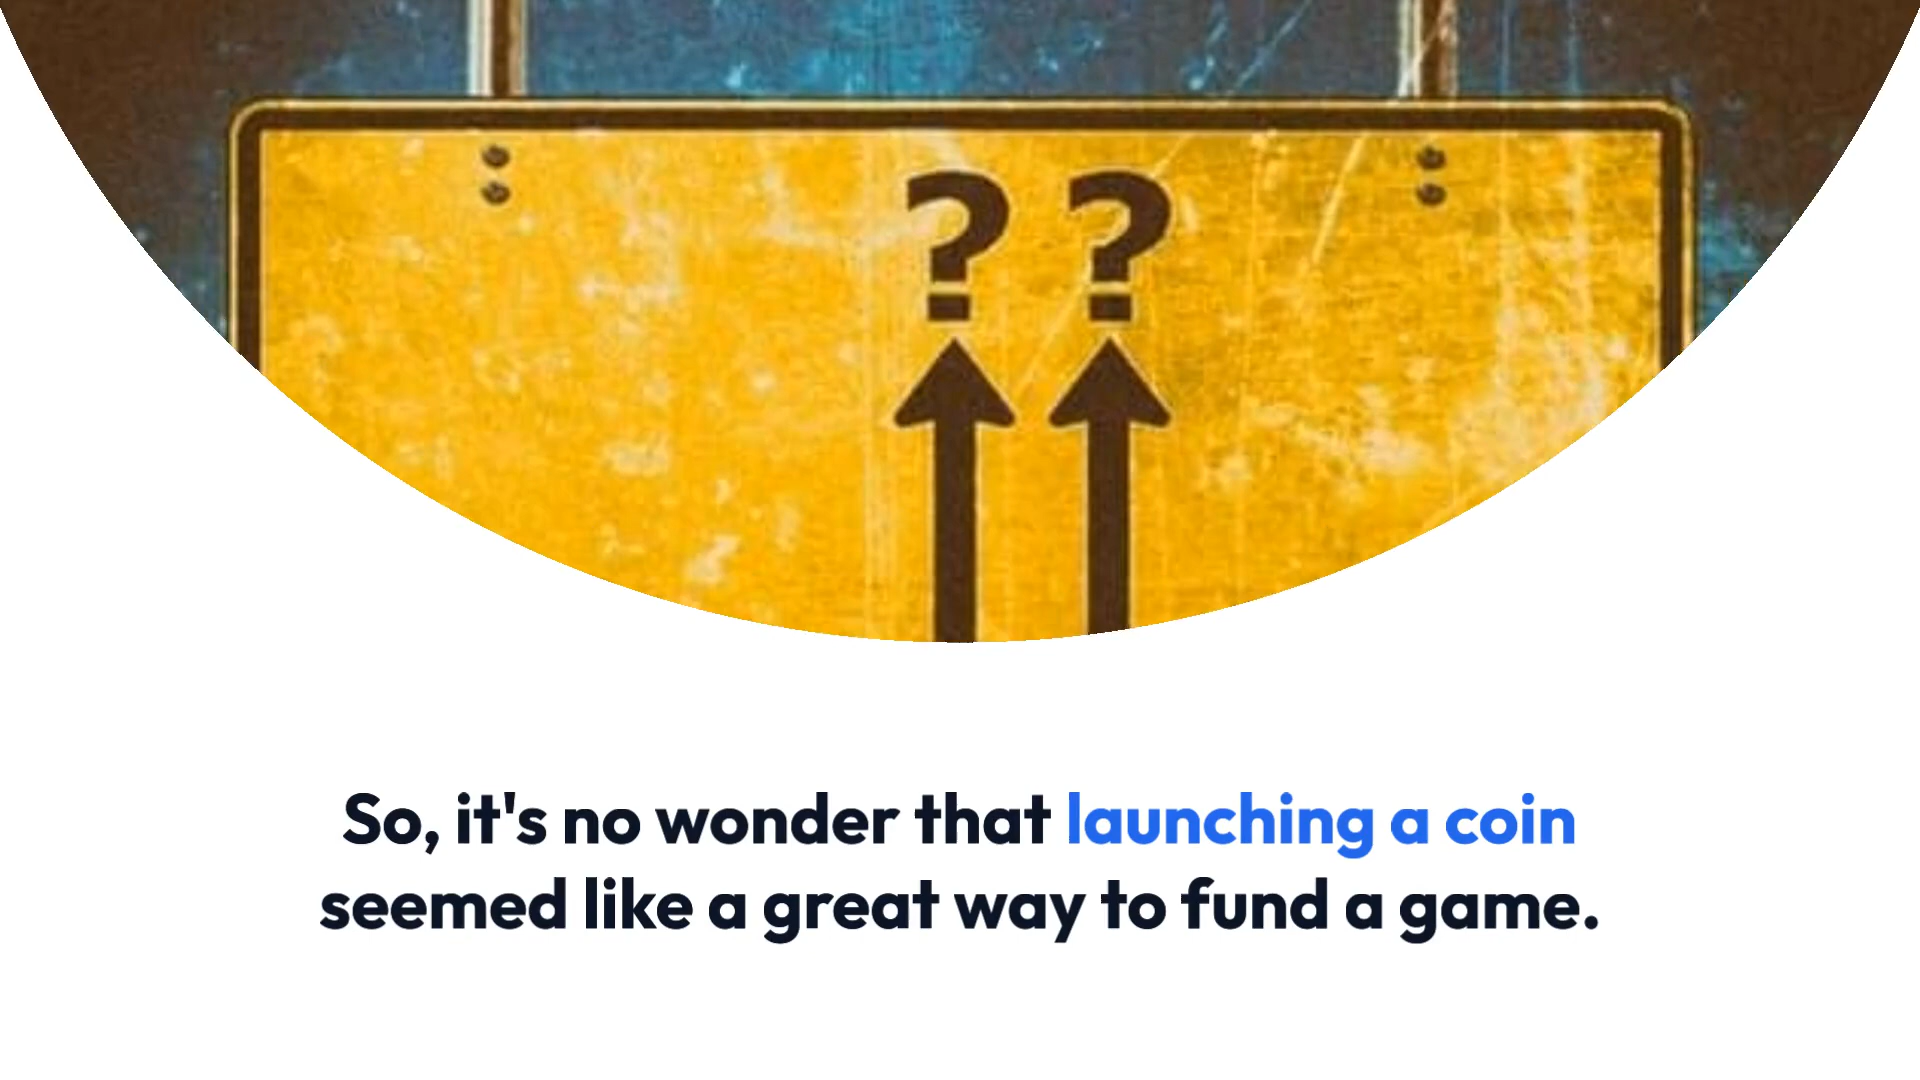 ? ?
So, it's no wonder that launching a coin
seemed like a great way to fund a game.